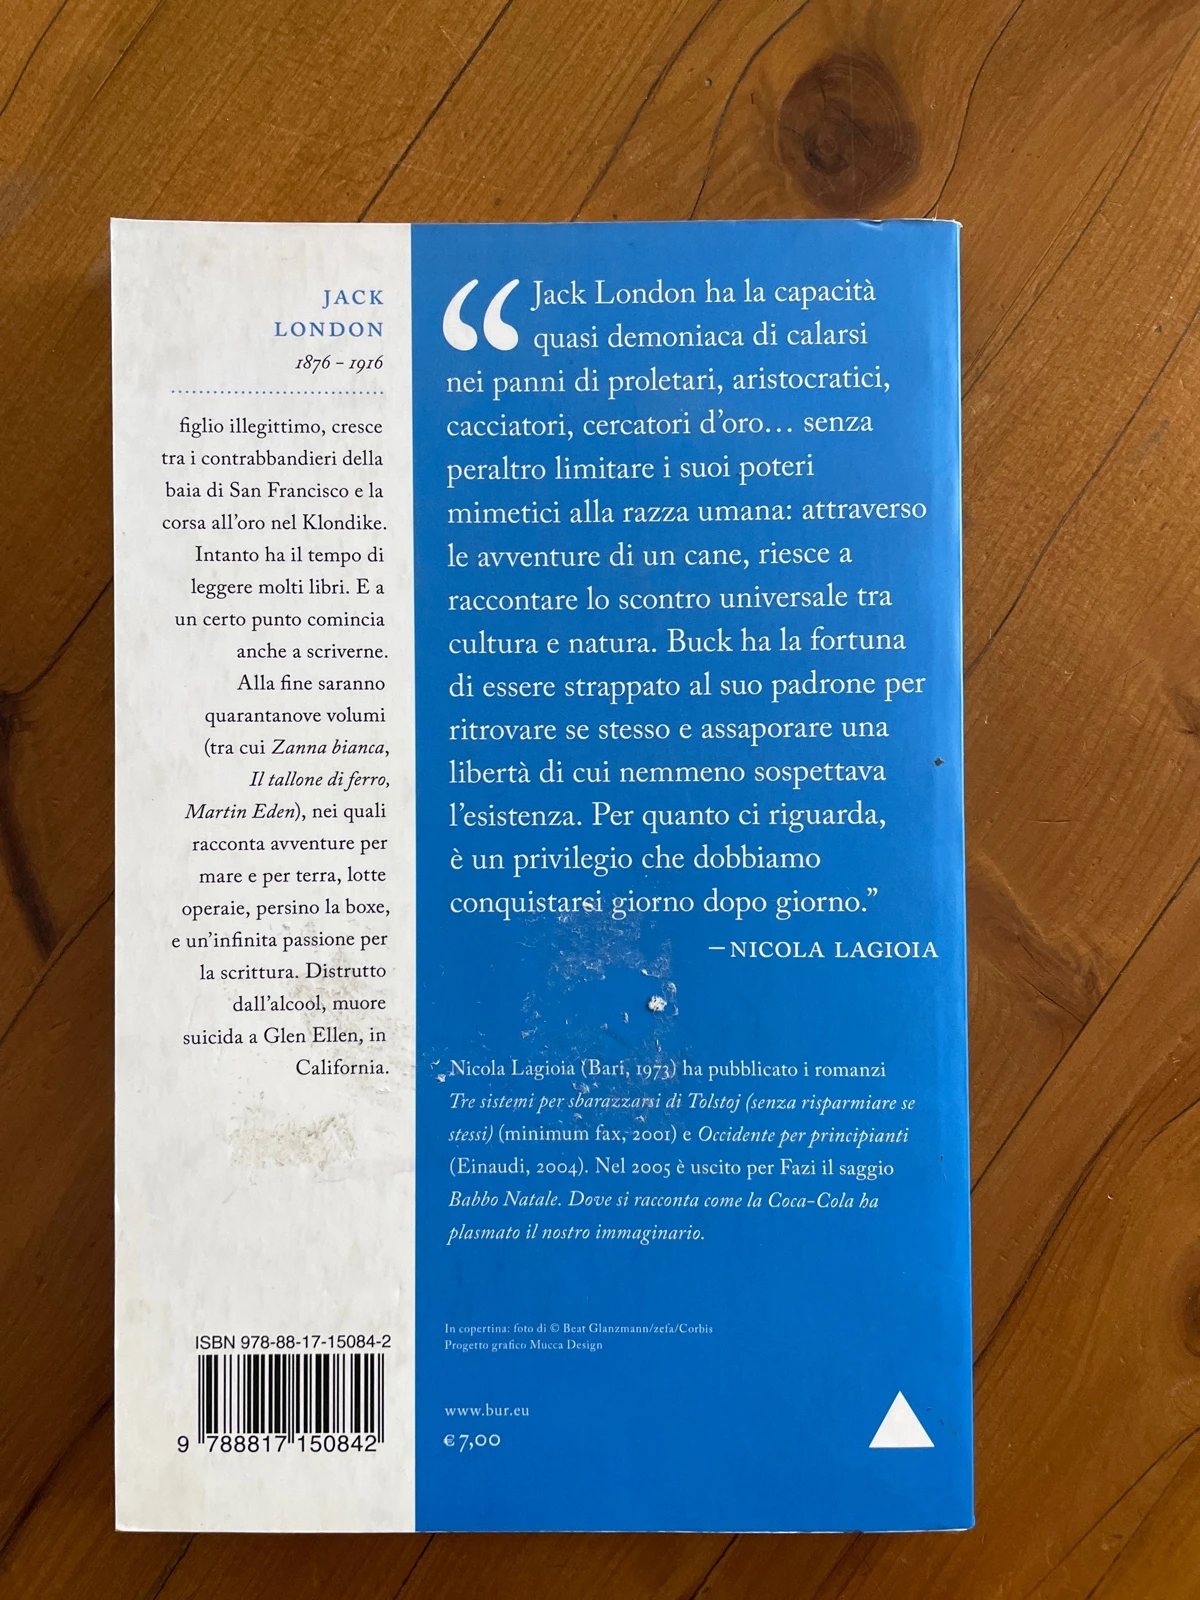 JACK
LONDON
1876 – 1916
figlio illegittimo, cresce
tra i contrabbandieri della
baia di San Francisco e la
corsa all'oro nel Klondike.
Intanto ha il tempo di
leggere molti libri. E a
un certo punto comincia
anche a scriverne.
Alla fine saranno
quarantanove volumi
(tra cui Zanna bianca,
Il tallone di ferro,
Martin Eden), nei quali
racconta avventure per
mare e per terra, lotte
operaie, persino la boxe,
e un'infinita passione per
la scrittura. Distrutto
dall'alcool, muore
suicida a Glen Ellen, in
California.
ISBN 978-88-17-15084-2
9 788817 150842
“Jack London ha la capacità
quasi demoniaca di calarsi
nei panni di proletari, aristocratici,
cacciatori, cercatori d'oro… senza
peraltro limitare i suoi poteri
mimetici alla razza umana: attraverso
le avventure di un cane, riesce a
raccontare lo scontro universale tra
cultura e natura. Buck ha la fortuna
di essere strappato al suo padrone per
ritrovare se stesso e assaporare una
libertà di cui nemmeno sospettava
l'esistenza. Per quanto ci riguarda,
è un privilegio che dobbiamo
conquistarsi giorno dopo giorno.”
—NICOLA LAGIOIA
Nicola Lagioia (Bari, 1973) ha pubblicato i romanzi
Tre sistemi per sbarazzarsi di Tolstoj (senza risparmiare se
stessi) (minimum fax, 2001) e Occidente per principianti
(Einaudi, 2004). Nel 2005 è uscito per Fazi il saggio
Babbo Natale. Dove si racconta come la Coca-Cola ha
plasmato il nostro immaginario.
In copertina: foto di © Beat Glanzmann/zefa/Corbis
Progetto grafico Mucca Design
www.bur.eu
€ 7,00